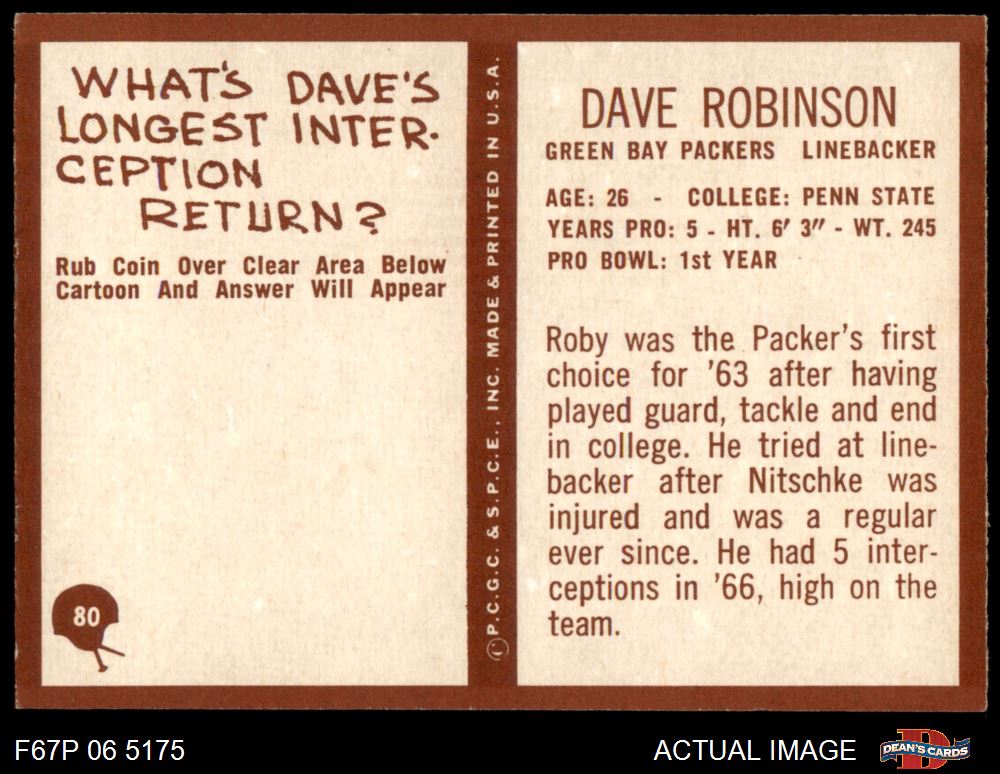 WHAT'S DAVE'S
LONGEST INTER-
CEPTION
RETURN?
Rub Coin Over Clear Area Below
Cartoon And Answer Will Appear
80
©P.C.G.C. & S.P.C.E., INC. MADE & PRINTED IN U.S.A.
DAVE ROBINSON
GREEN BAY PACKERS LINEBACKER
AGE: 26 - COLLEGE: PENN STATE
YEARS PRO: 5 - HT. 6' 3" - WT. 245
PRO BOWL: 1st YEAR
Roby was the Packer's first
choice for '63 after having
played guard, tackle and end
in college. He tried at line-
backer after Nitschke was
injured and was a regular
ever since. He had 5 inter-
ceptions in '66, high on the
team.
F67P 06 5175
ACTUAL IMAGE
DEAN'S CARDS